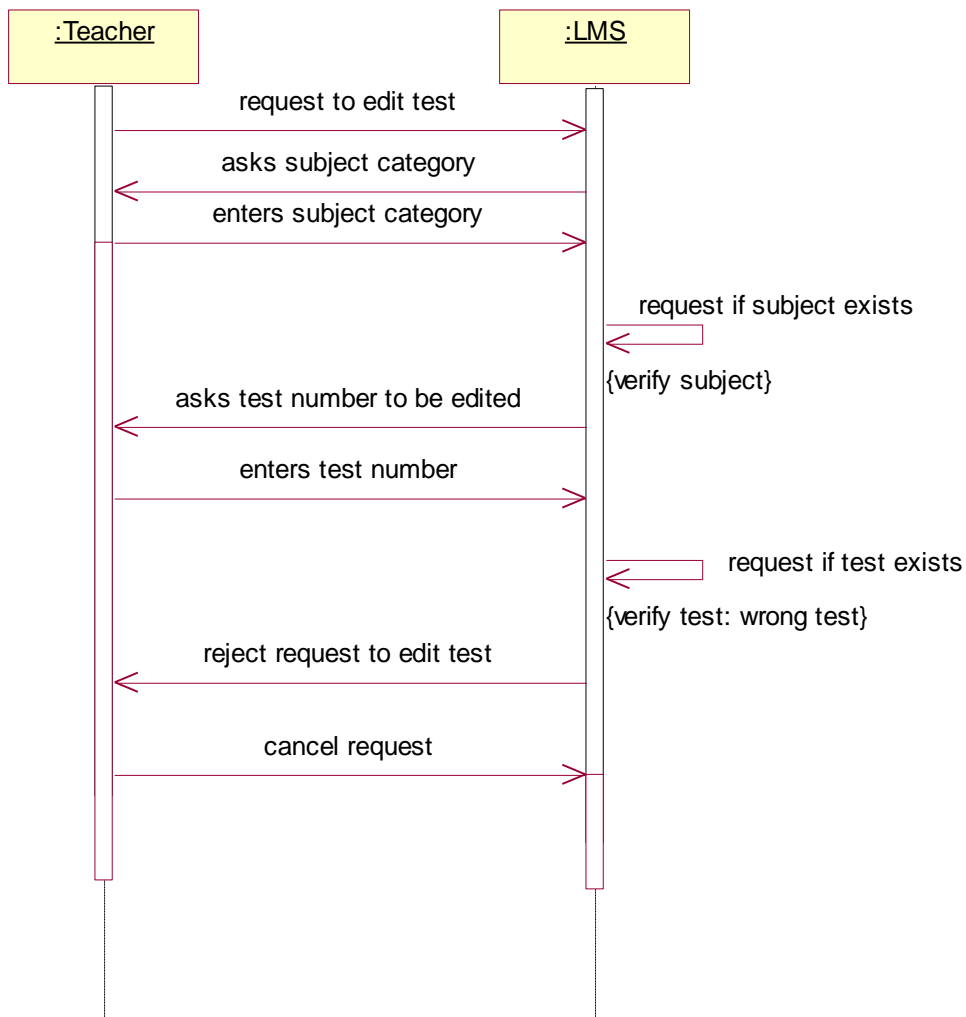 :Teacher
:LMS
request to edit test
asks subject category
enters subject category
request if subject exists
{verify subject}
asks test number to be edited
enters test number
request if test exists
{verify test: wrong test}
reject request to edit test
cancel request